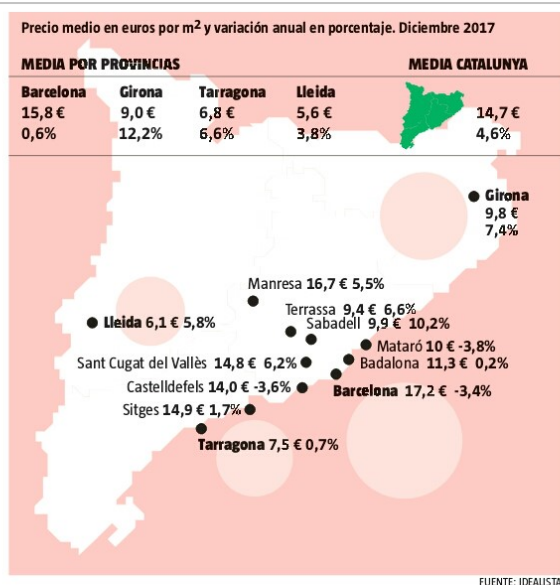 Precio medio en euros por m² y variación anual en porcentaje. Diciembre 2017
MEDIA POR PROVINCIAS MEDIA CATALUNYA
Barcelona Girona Tarragona Lleida
15,8 € 9,0 € 6,8 € 5,6 € 14,7 €
0,6% 12,2% 6,6% 3,8% 4,6%
Girona
9,8 €
7,4%
Manresa 16,7 € 5,5%
Terrassa 9,4 € 6,6%
Lleida 6,1 € 5,8%
Sabadell 9,9 € 10,2%
Mataró 10 € -3,8%
Sant Cugat del Vallès 14,8 € 6,2%
Badalona 11,3 € 0,2%
Castelldefels 14,0 € -3,6%
Barcelona 17,2 € -3,4%
Sitges 14,9 € 1,7%
Tarragona 7,5 € 0,7%
FUENTE: IDEALISTA